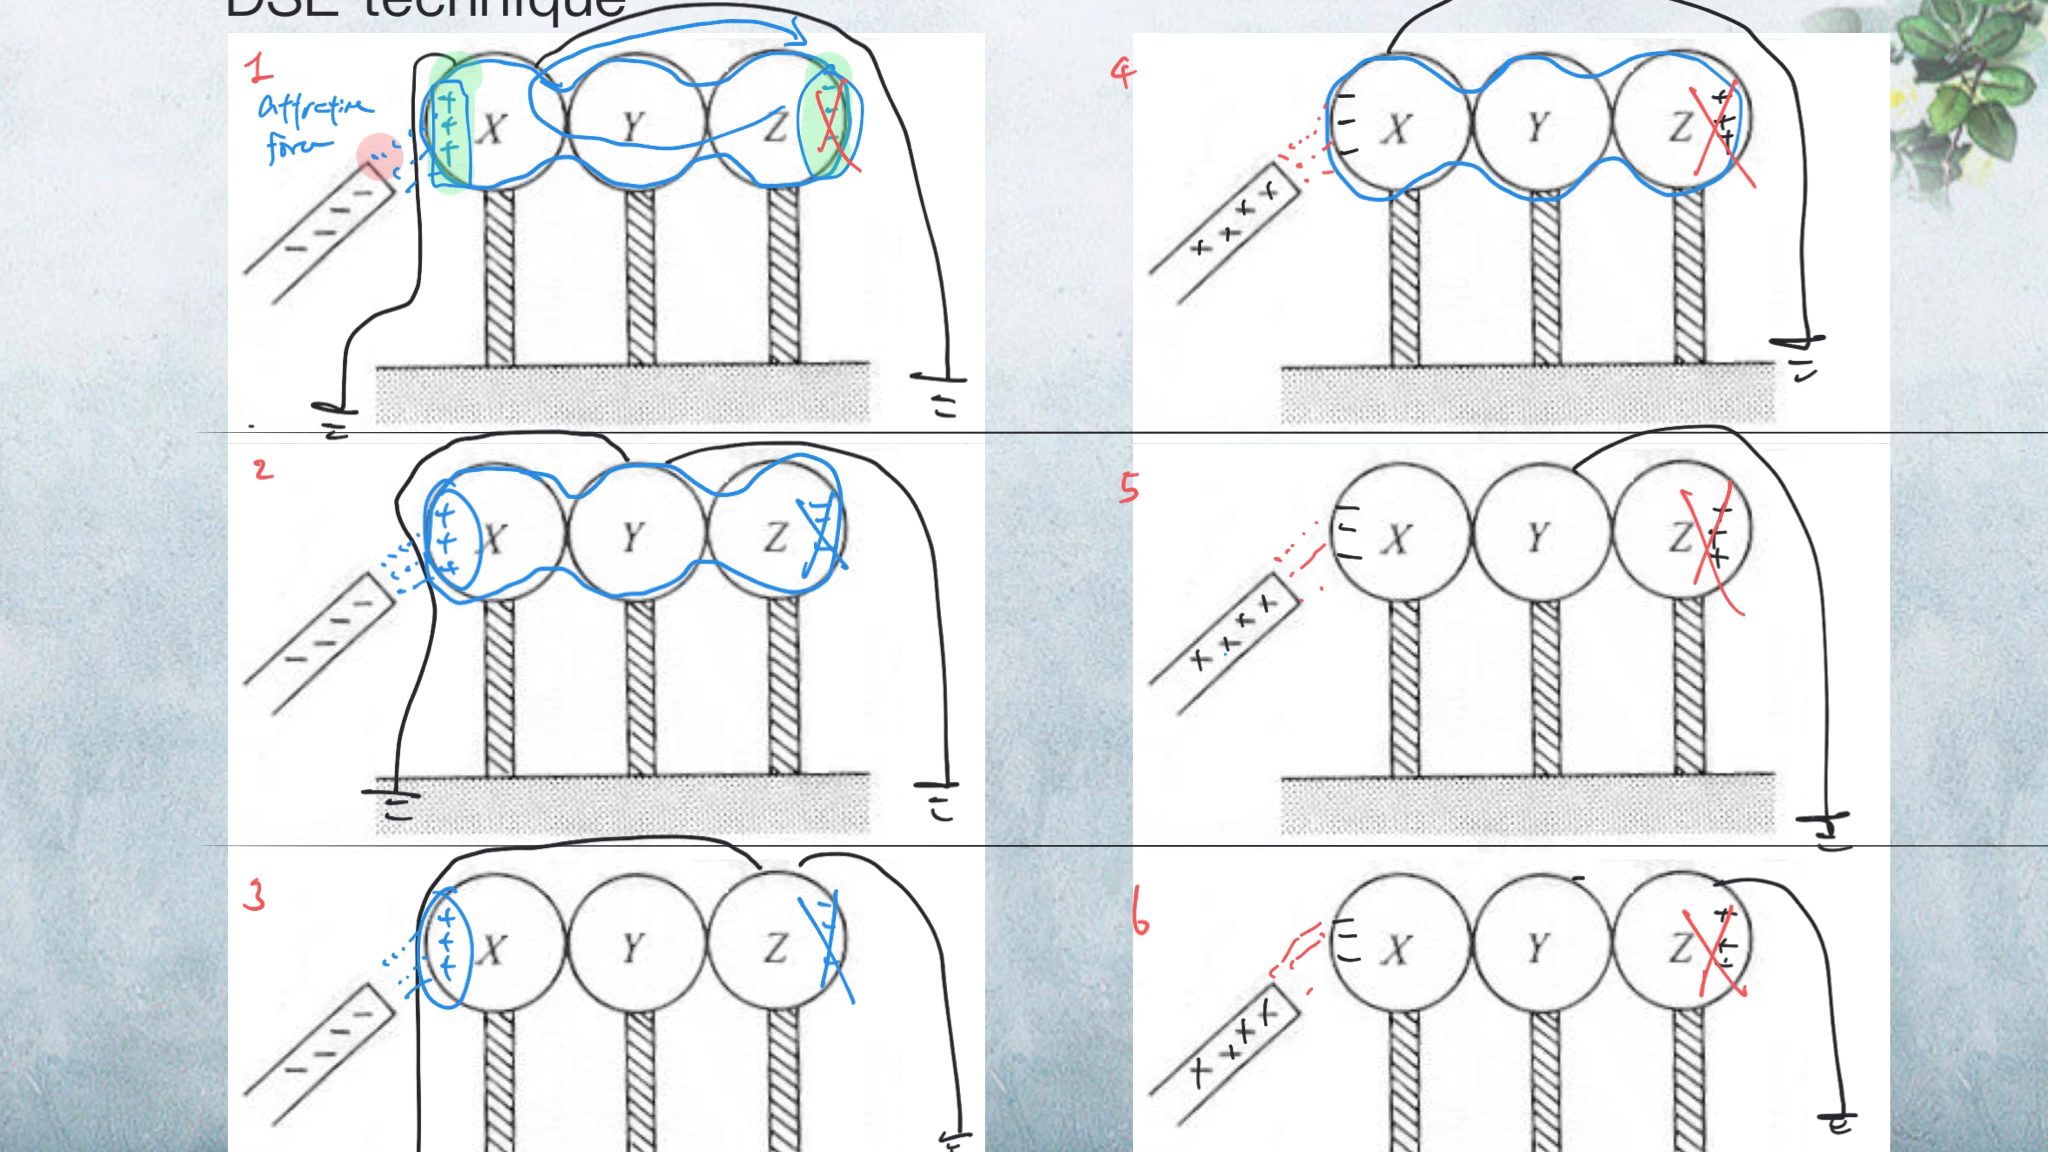 DSE technique
1
attractive
force
X Y Z
+
+
+
- - - -
4
X Y Z
- - -
+ + +
+ + + +
2
X Y Z
+
+
+
- - - -
5
X Y Z
- - -
+ + +
+ + + +
3
X Y Z
+
+
+
- - - -
6
X Y Z
- - -
+ + +
+ + + +